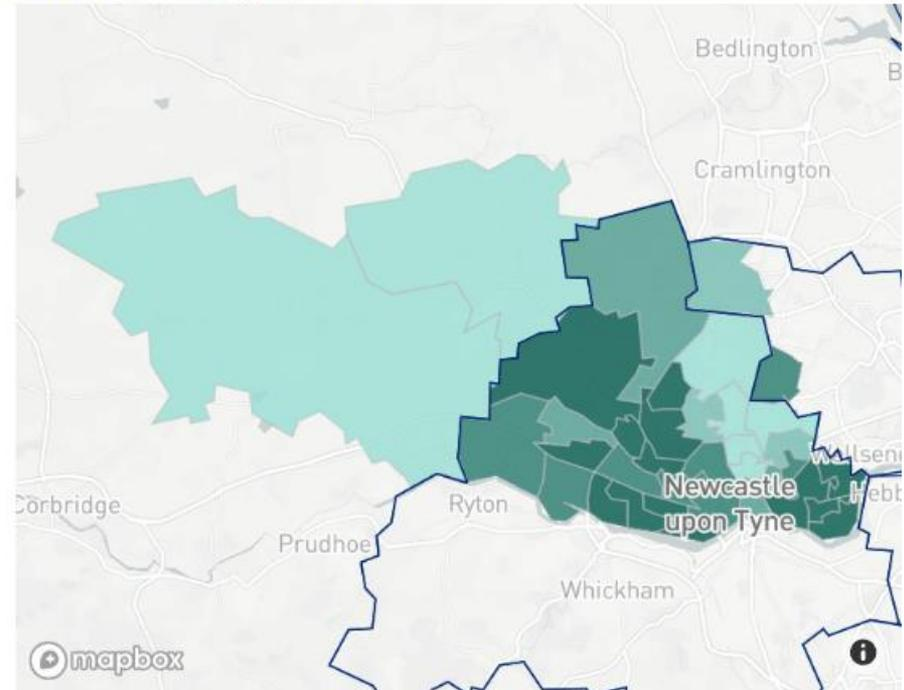 Bedlington
Cramlington
Newcastle
upon Tyne
Corbridge
Ryton
Prudhoe
Whickham
mapbox